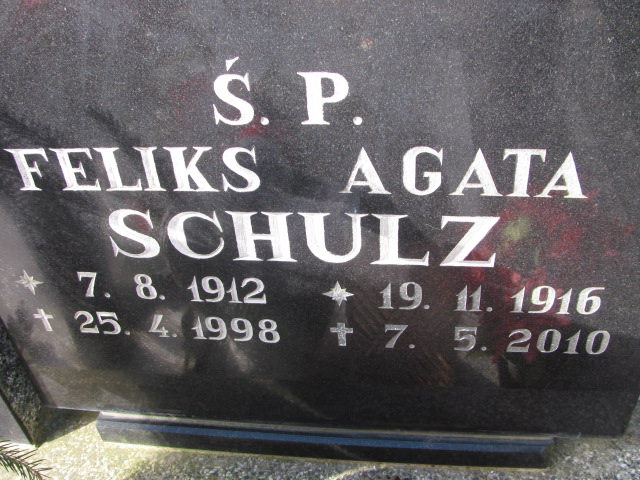 Ś. P.
FELIKS AGATA
SCHULZ
7. 8. 1912 19. 11. 1916
25. 4. 1998 7. 5. 2010